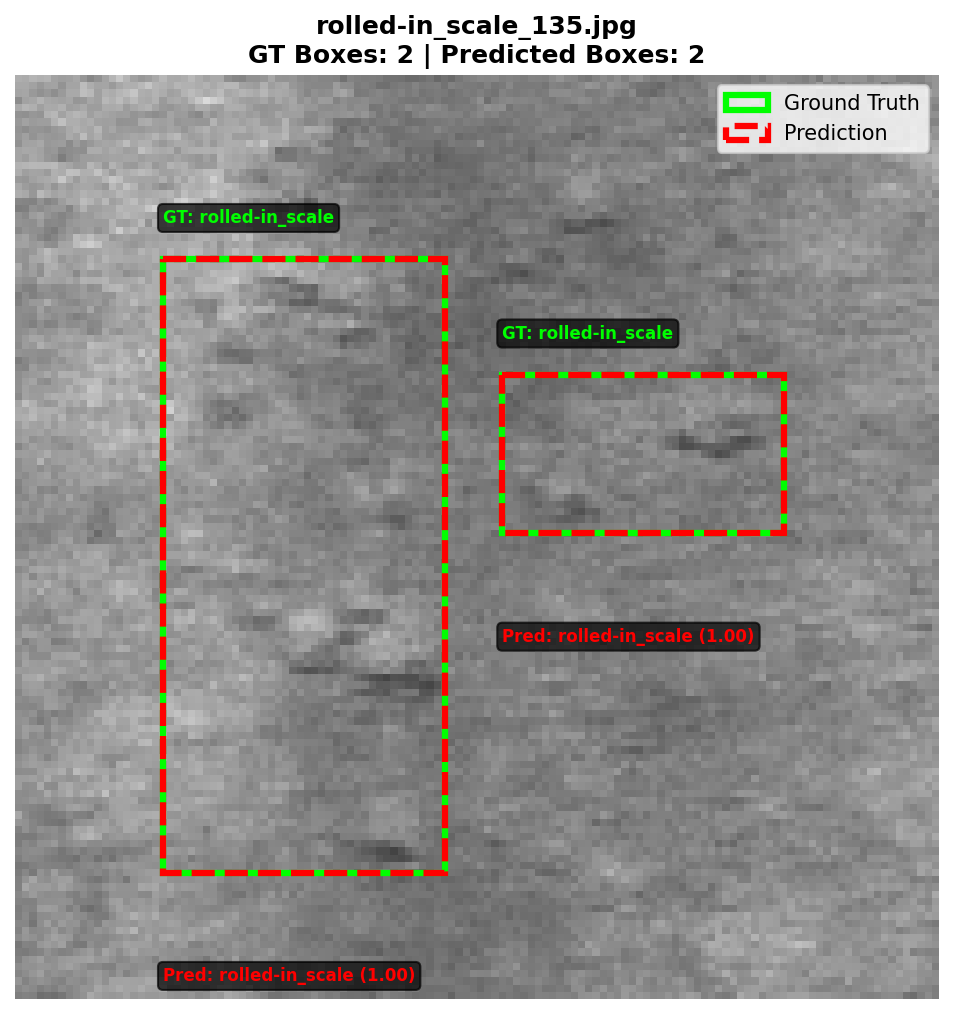 rolled-in_scale_135.jpg
GT Boxes: 2 | Predicted Boxes: 2
Ground Truth
Prediction
GT: rolled-in_scale
GT: rolled-in_scale
Pred: rolled-in_scale (1.00)
Pred: rolled-in_scale (1.00)